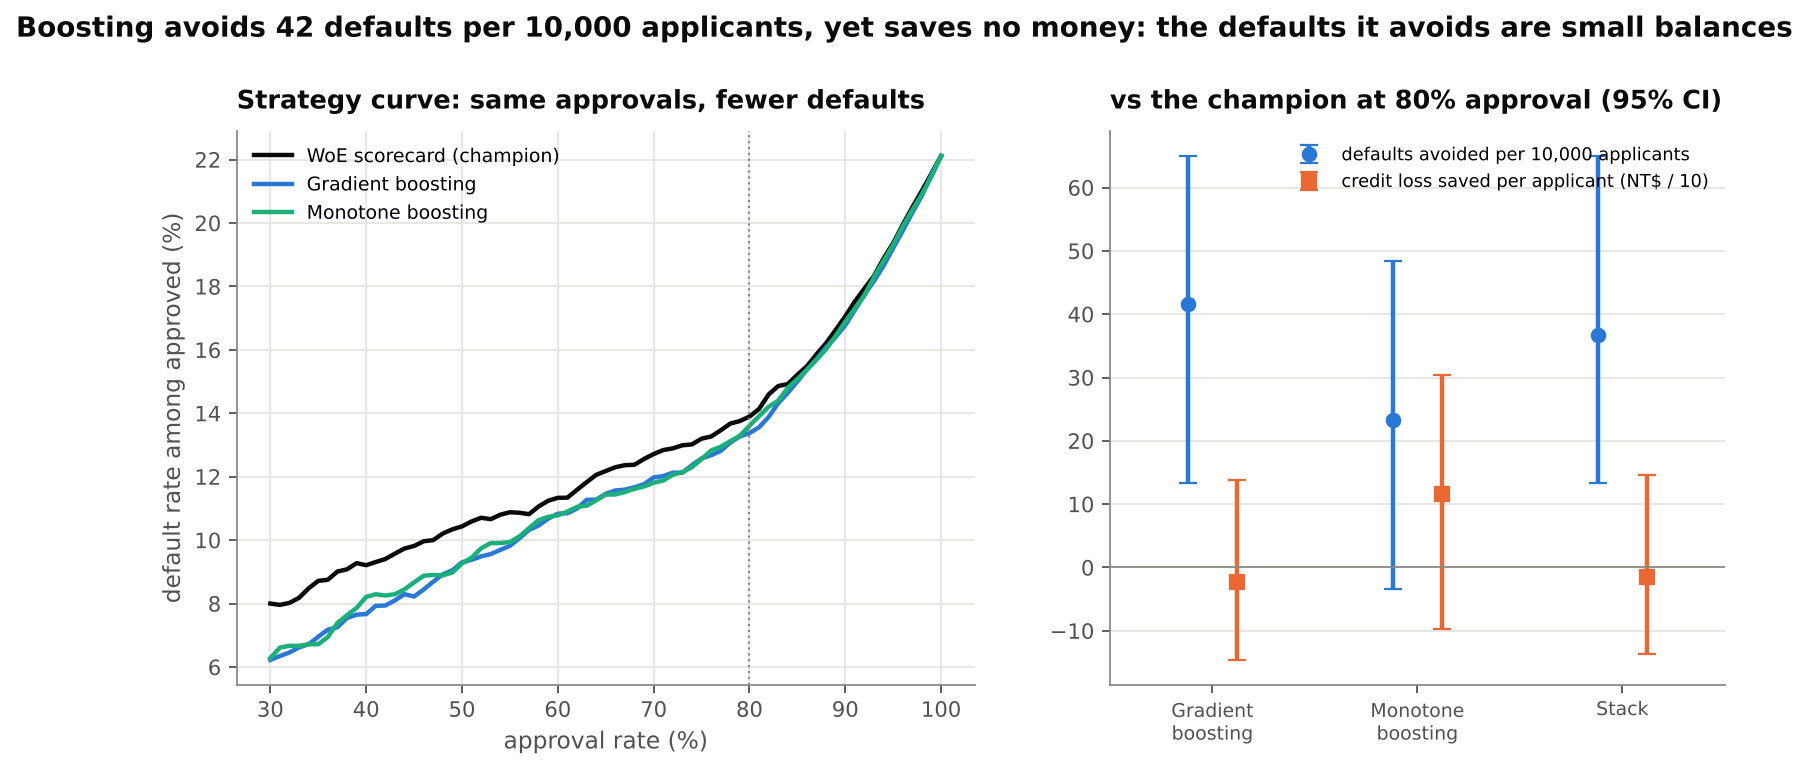 Boosting avoids 42 defaults per 10,000 applicants, yet saves no money: the defaults it avoids are small balances
Strategy curve: same approvals, fewer defaults
WoE scorecard (champion)
Gradient boosting
Monotone boosting
default rate among approved (%)
22
20
18
16
14
12
10
8
6
30 40 50 60 70 80 90 100
approval rate (%)
vs the champion at 80% approval (95% CI)
defaults avoided per 10,000 applicants
credit loss saved per applicant (NT$ / 10)
60
50
40
30
20
10
0
−10
Gradient
boosting
Monotone
boosting
Stack